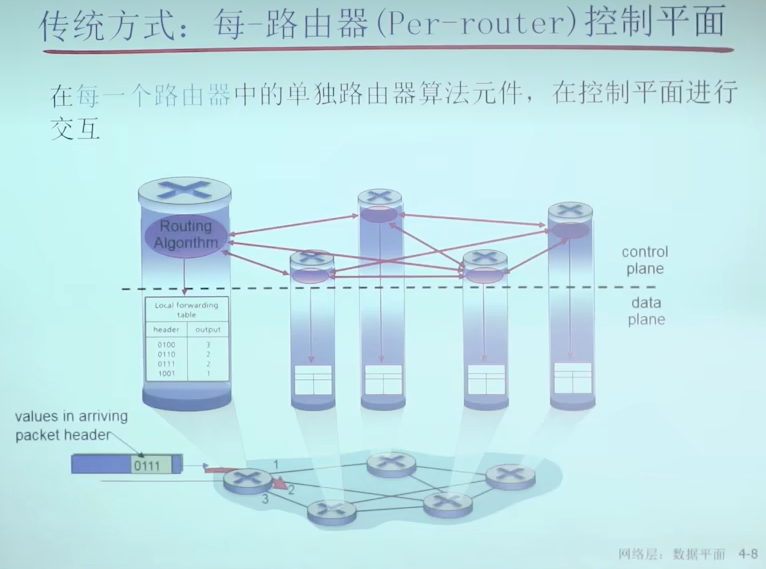 传统方式：每-路由器(Per-router)控制平面
在每一个路由器中的单独路由器算法元件，在控制平面进行
交互
Routing
Algorithm
control
plane
data
plane
Local forwarding
table
header output
0100 3
0110 2
0111 2
1001 1
values in arriving
packet header
0111
1
2
3
网络层：数据平面 4-8